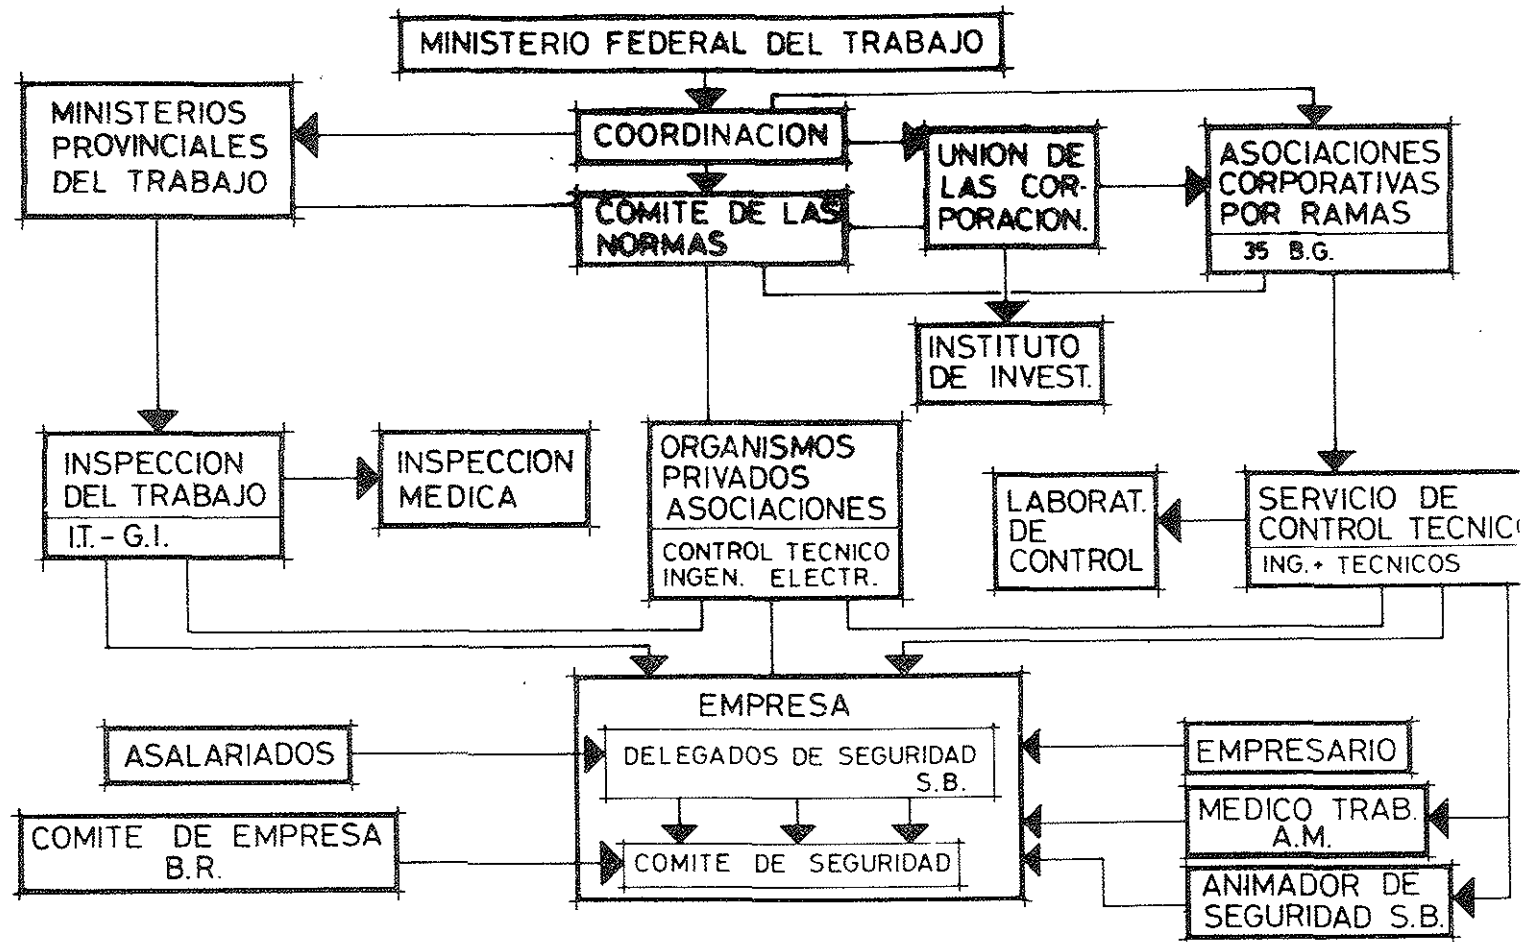 MINISTERIO FEDERAL DEL TRABAJO
MINISTERIOS
PROVINCIALES
DEL TRABAJO
COORDINACION
COMITE DE LAS
NORMAS
UNION DE
LAS COR-
PORACION.
ASOCIACIONES
CORPORATIVAS
POR RAMAS
35 B.G.
INSTITUTO
DE INVEST.
INSPECCION
DEL TRABAJO
I.T. - G.I.
INSPECCION
MEDICA
ORGANISMOS
PRIVADOS
ASOCIACIONES
CONTROL TECNICO
INGEN. ELECTR.
LABORAT.
DE
CONTROL
SERVICIO DE
CONTROL TECNICO
ING. + TECNICOS
EMPRESA
DELEGADOS DE SEGURIDAD
S.B.
COMITE DE SEGURIDAD
ASALARIADOS
COMITE DE EMPRESA
B.R.
EMPRESARIO
MEDICO TRAB.
A.M.
ANIMADOR DE
SEGURIDAD S.B.